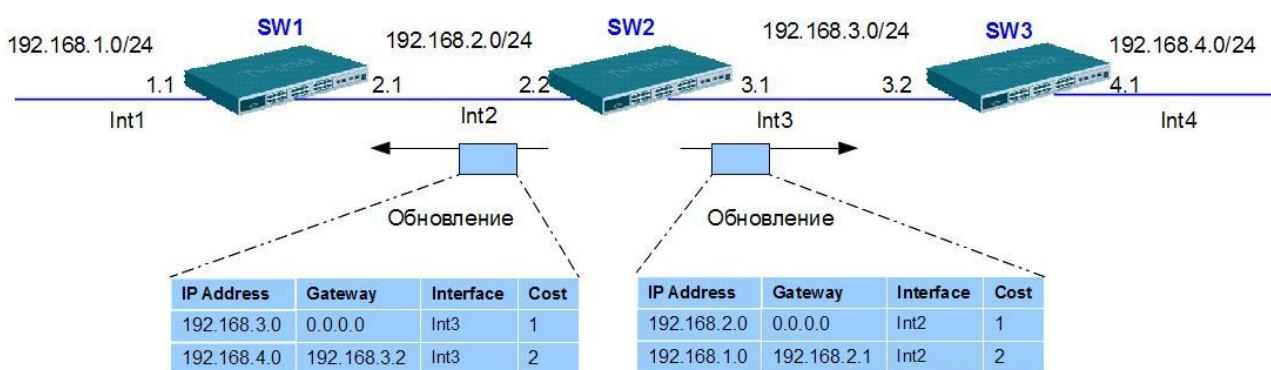 SW1
SW2
SW3
192.168.1.0/24
192.168.2.0/24
192.168.3.0/24
192.168.4.0/24
1.1
2.1
2.2
3.1
3.2
4.1
Int1
Int2
Int3
Int4
Обновление
Обновление
IP Address Gateway Interface Cost
192.168.3.0 0.0.0.0 Int3 1
192.168.4.0 192.168.3.2 Int3 2
IP Address Gateway Interface Cost
192.168.2.0 0.0.0.0 Int2 1
192.168.1.0 192.168.2.1 Int2 2